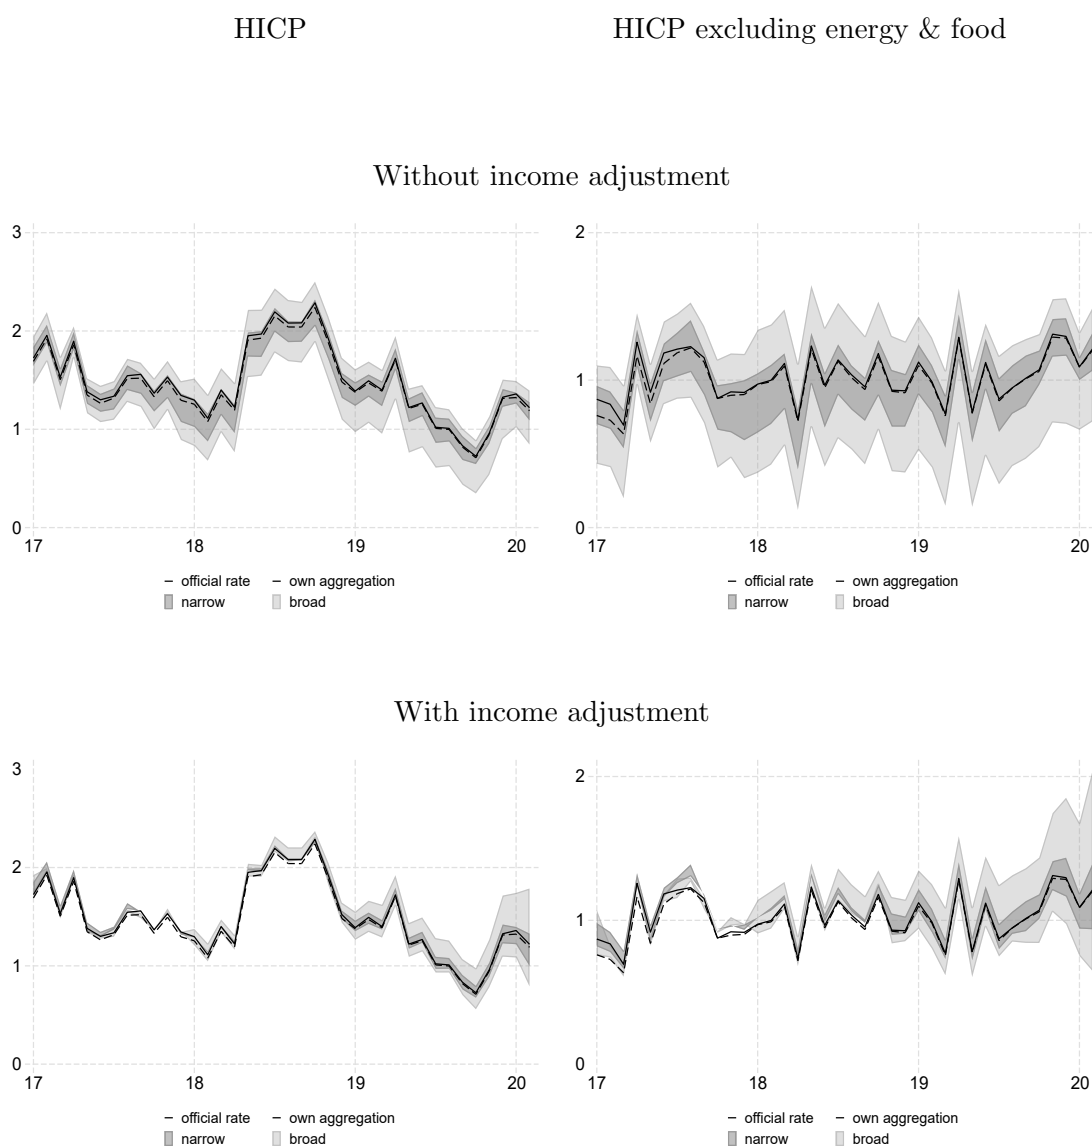 HICP
HICP excluding energy & food
Without income adjustment
3
2
1
0
17
18
19
20
official rate
own aggregation
narrow
broad
2
1
0
17
18
19
20
official rate
own aggregation
narrow
broad
With income adjustment
3
2
1
0
17
18
19
20
official rate
own aggregation
narrow
broad
2
1
0
17
18
19
20
official rate
own aggregation
narrow
broad